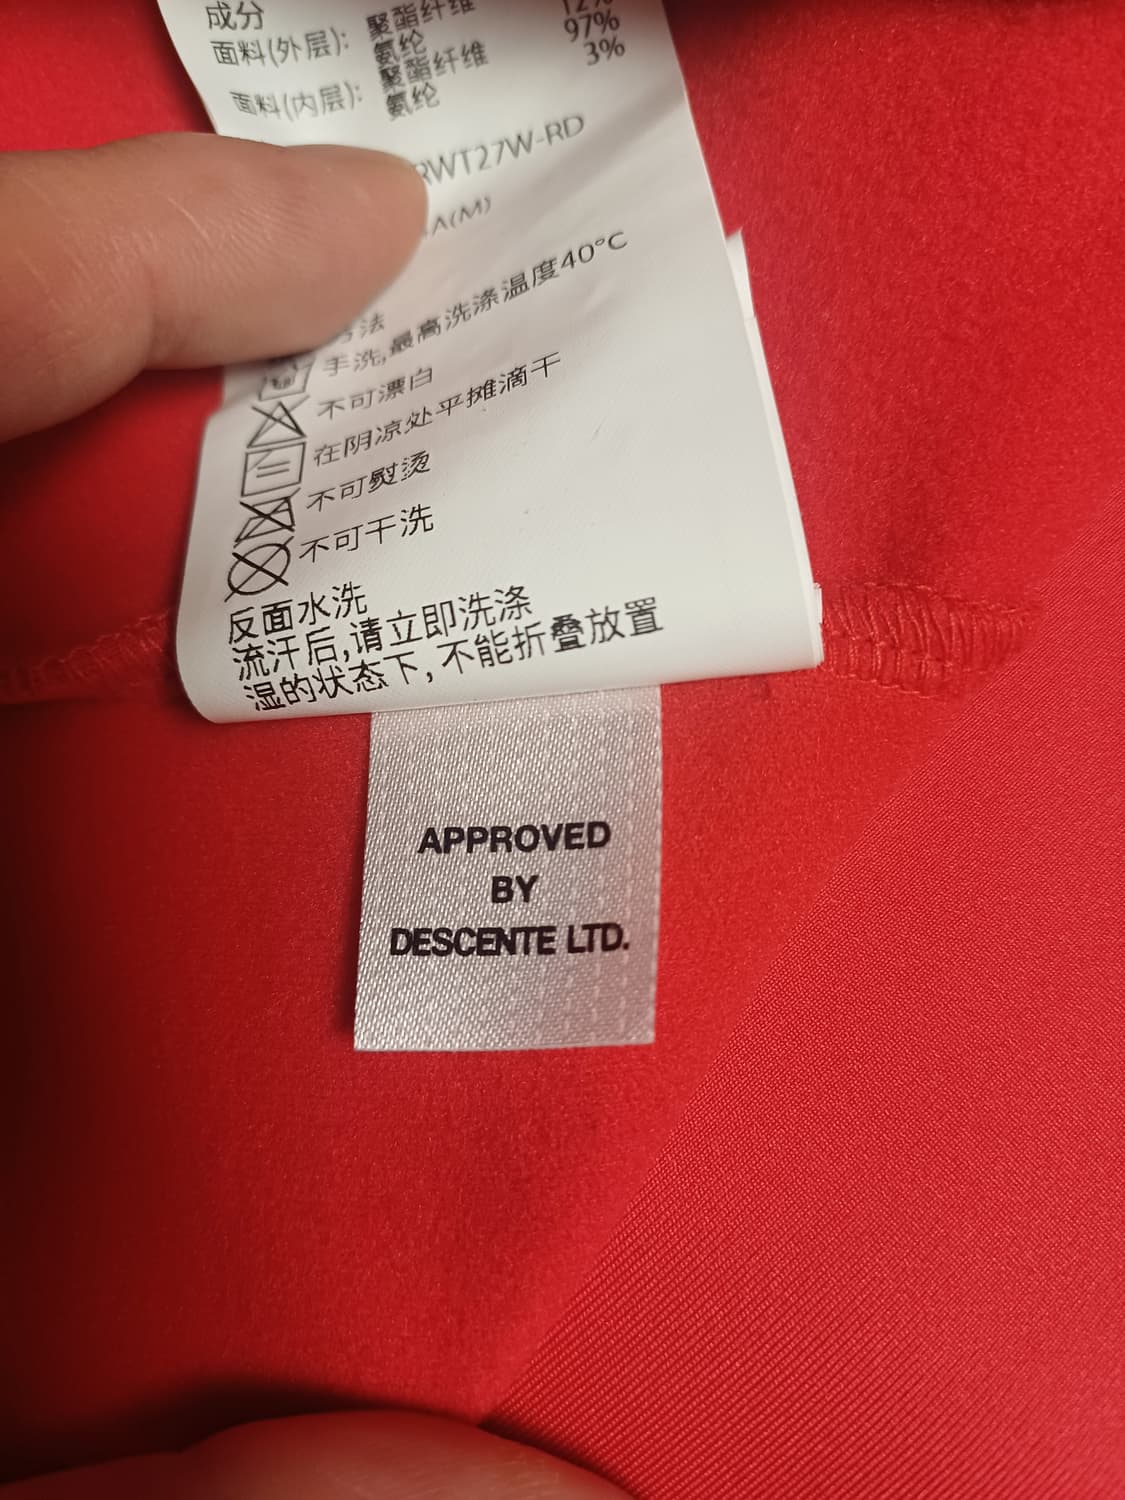 成分
面料(外层): 聚酯纤维 12%
氨纶 97%
面料(内层): 聚酯纤维 3%
氨纶
RWT27W-RD
A(M)
方法
手洗,最高洗涤温度40°C
不可漂白
在阴凉处平摊滴干
不可熨烫
不可干洗
反面水洗
流汗后,请立即洗涤
湿的状态下, 不能折叠放置
APPROVED
BY
DESCENTE LTD.